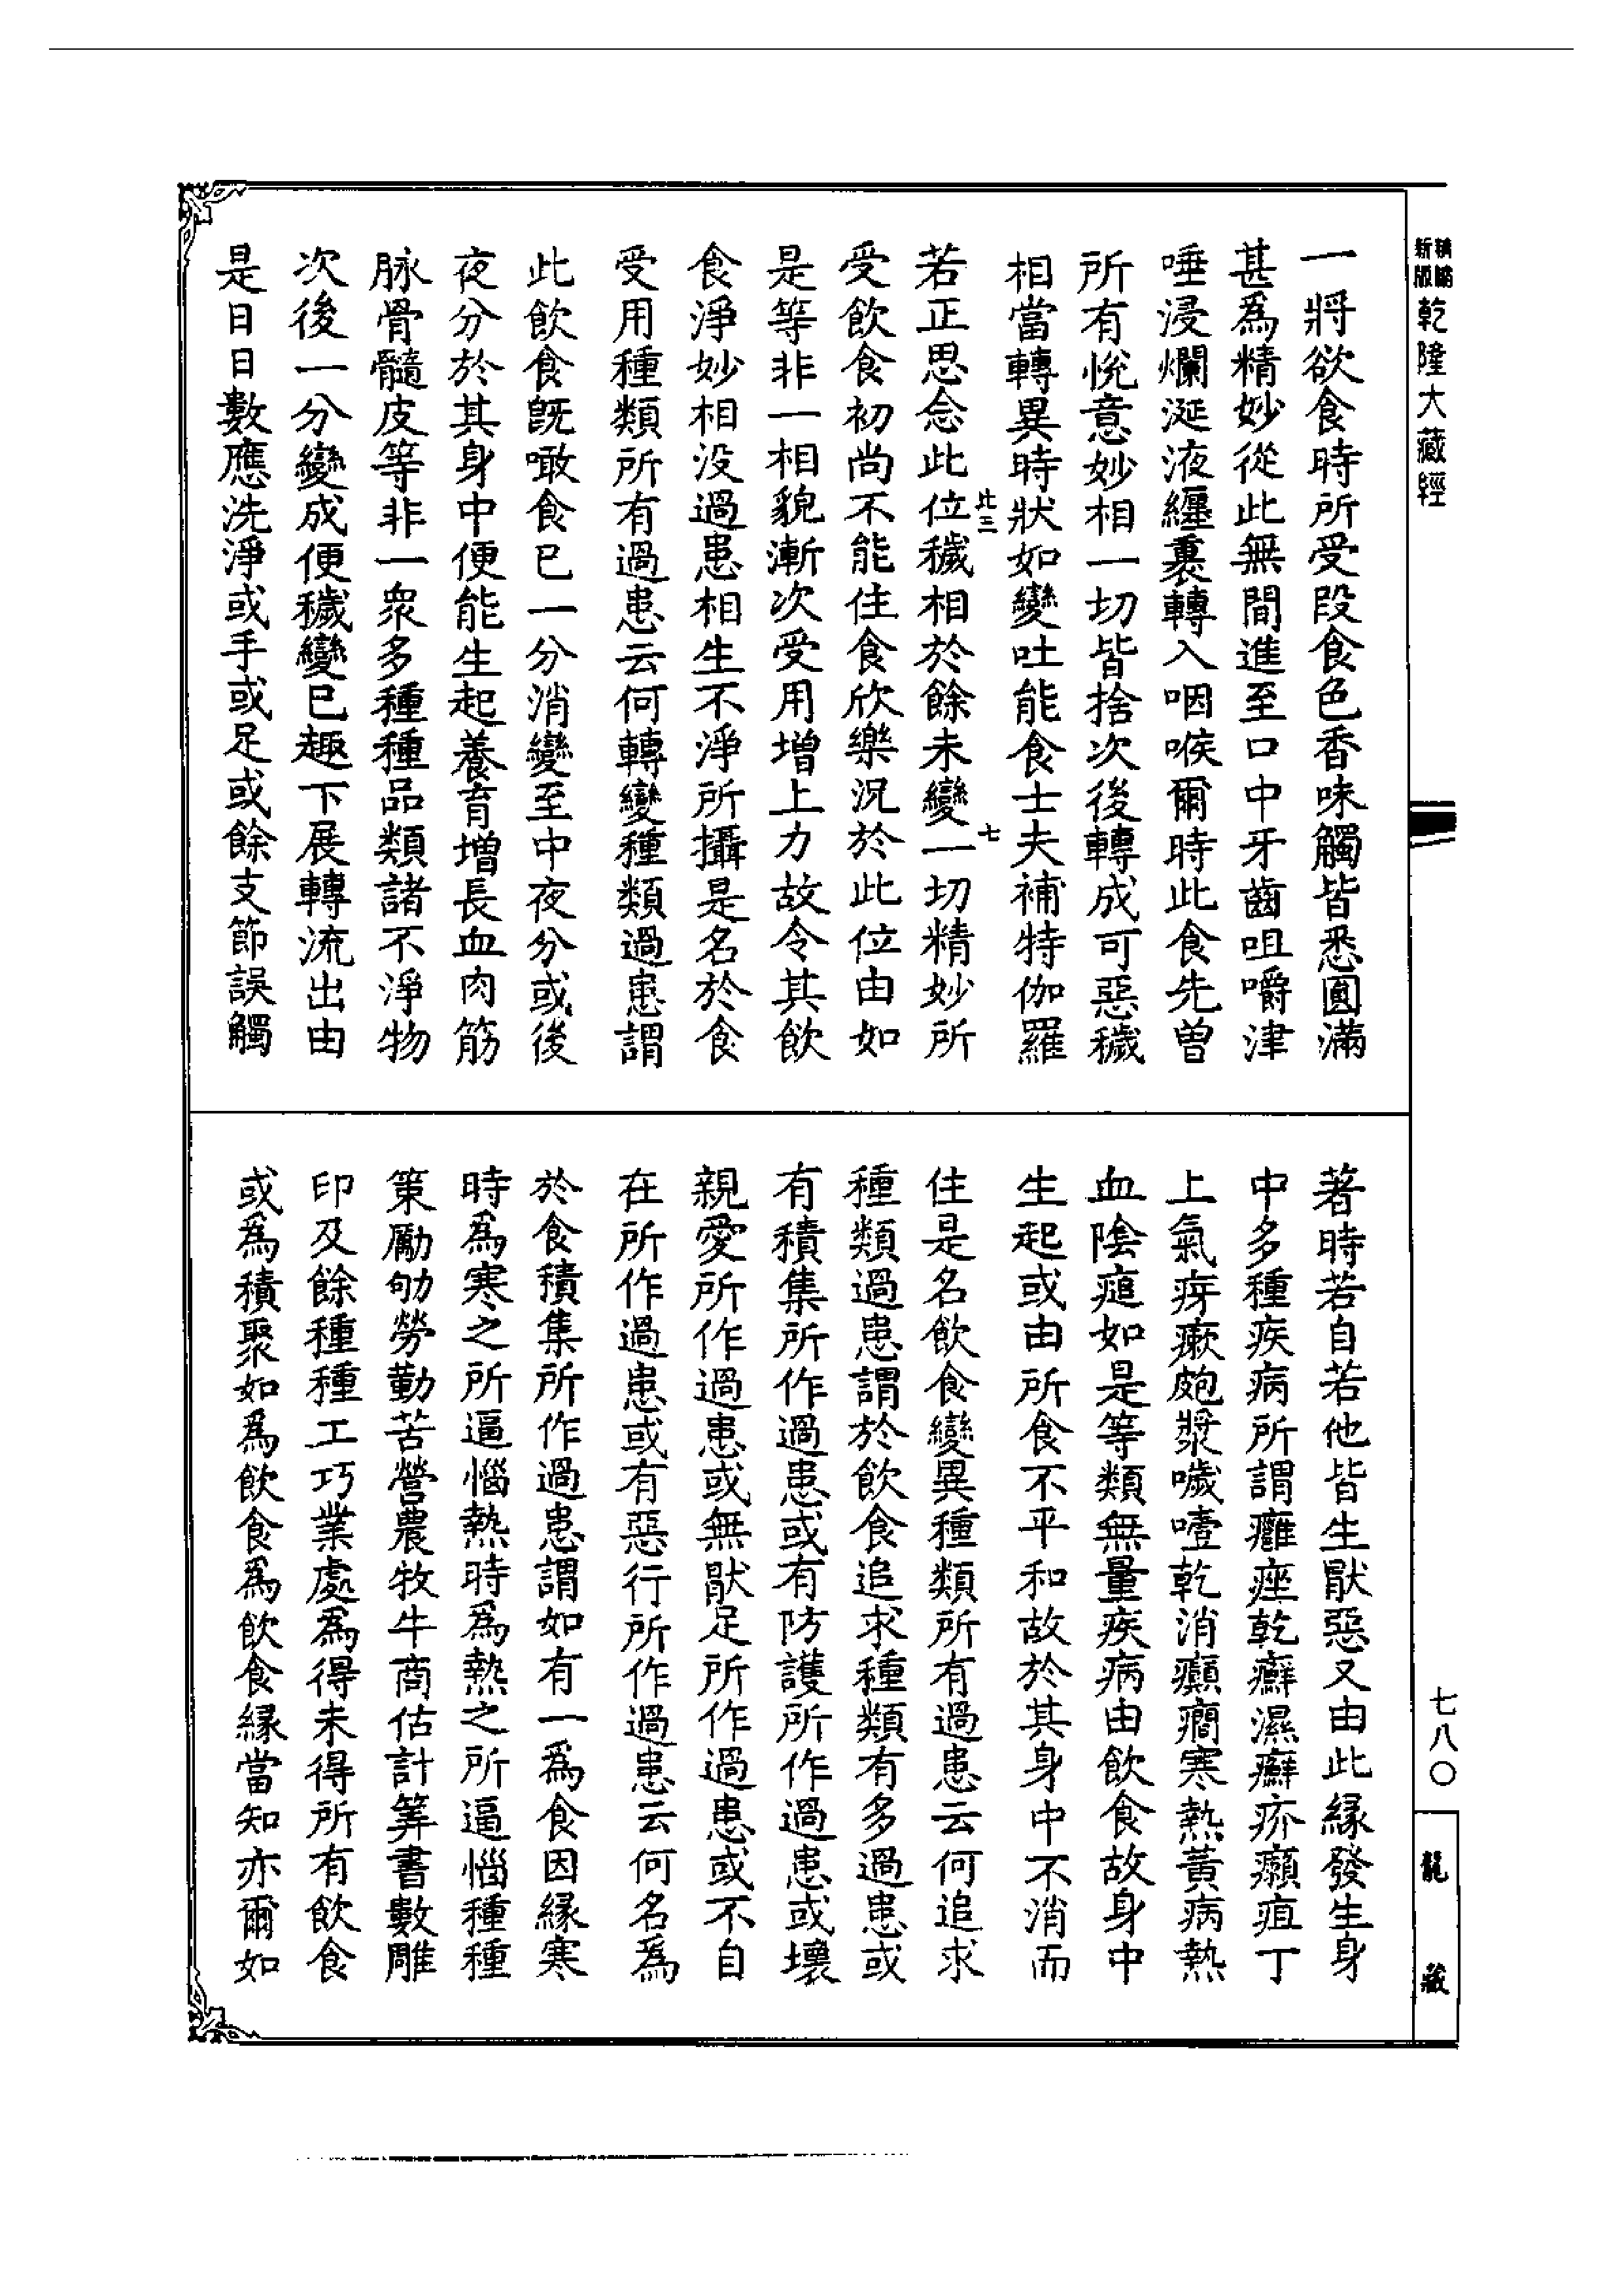 乾隆大藏經
一將欲食時所受段食色香味觸皆悉圓滿
甚爲精妙從此無間進至口中牙齒咀嚼津
唾浸爛涎液纏裹轉入咽喉爾時此食先曾
所有悅意妙相一切皆捨次後轉成可惡穢
相當轉異時狀如變吐能食士夫補特伽羅
若正思念此位穢相於餘未變一切精妙所
受飲食初尚不能住食欣樂況於此位由如
是等非一相貌漸次受用增上力故令其飲
食淨妙相没過患相生不淨所攝是名於食
受用種類所有過患云何轉變種類過患謂
此飲食旣噉食已一分消變至中夜分或後
夜分於其身中便能生起養育增長血肉筋
脉骨髓皮等非一衆多種種品類諸不淨物
次後一分變成便穢變已趣下展轉流出由
是日日數應洗淨或手或足或餘支節誤觸
著時若自若他皆生猒惡又由此緣發生身
中多種疾病所謂癰痤乾癬濕癬疥癩疽丁
上氣疨瘶皰漿噦噎乾消癲癎寒熱黃病熱
血陰㿗如是等類無量疾病由飲食故身中
生起或由所食不平和故於其身中不消而
住是名飲食變異種類所有過患云何追求
種類過患謂於飲食追求種類有多過患或
有積集所作過患或有防護所作過患或壞
親愛所作過患或無猒足所作過患或不自
在所作過患或有惡行所作過患云何名爲
於食積集所作過患謂如有一爲食因緣寒
時爲寒之所逼惱熱時爲熱之所逼惱種種
策勵劬勞勤苦營農牧牛商估計筭書數雕
印及餘種種工巧業處爲得未得所有飲食
或爲積聚如爲飲食爲飲食緣當知亦爾如
七八〇
龍藏